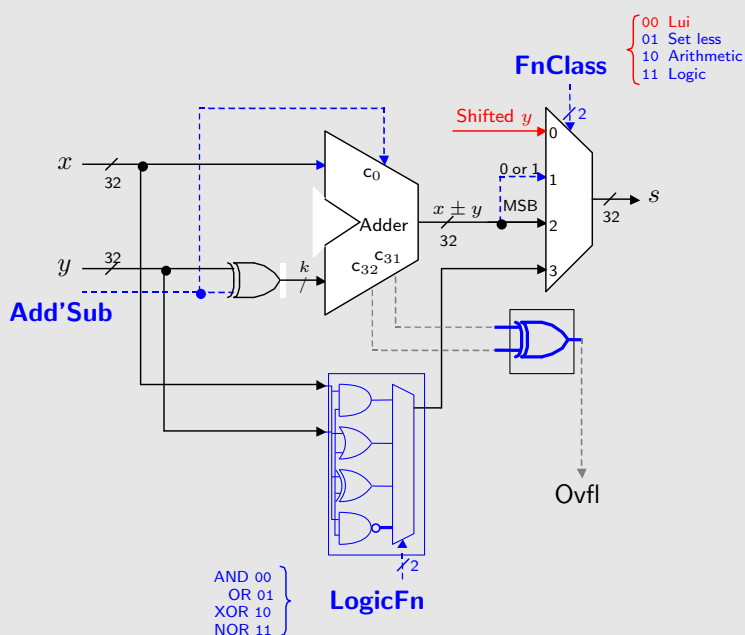 00 Lui
01 Set less
10 Arithmetic
11 Logic
FnClass
2
Shifted y
0
x
32
c0
0 or 1
1
MSB
x ± y
32
2
Adder
32
s
y
32
k
c31
c32
3
Add'Sub
Ovfl
2
AND 00
OR 01
XOR 10
NOR 11
LogicFn